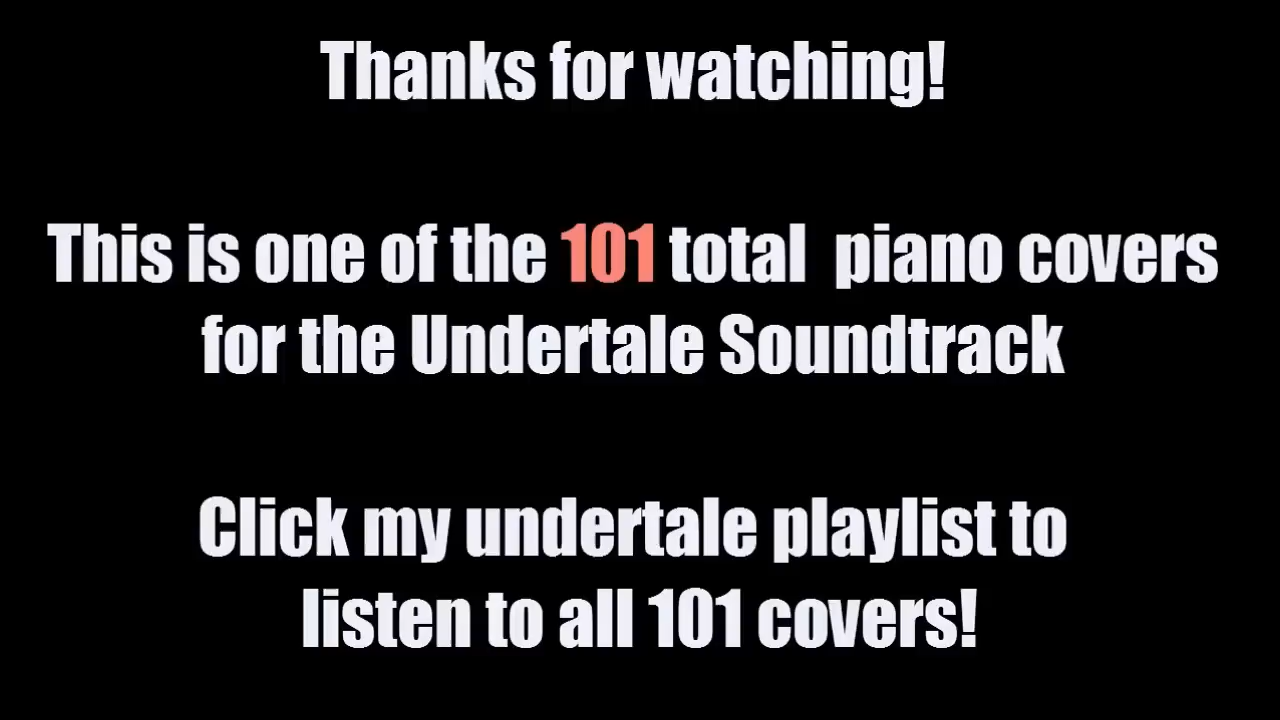 Thanks for watching!
This is one of the 101 total  piano covers
for the Undertale Soundtrack
Click my undertale playlist to
listen to all 101 covers!